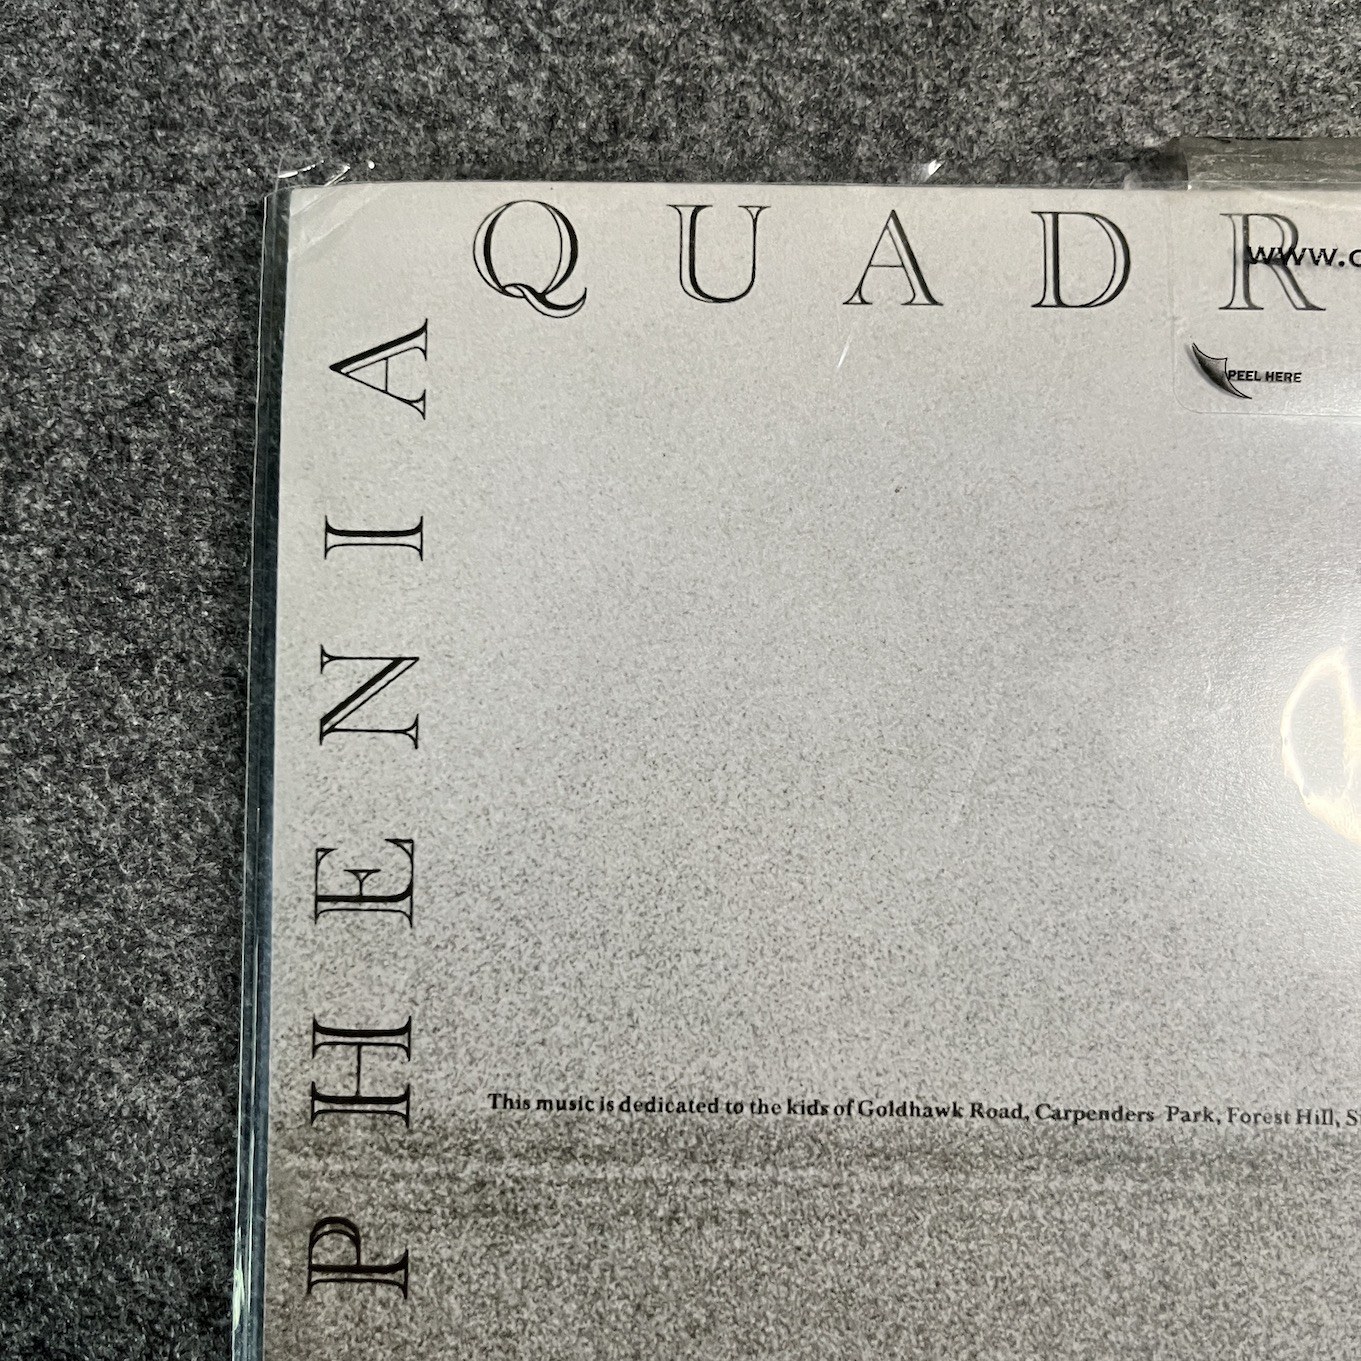 QUADR
www.
PEEL HERE
PHENIA
This music is dedicated to the kids of Goldhawk Road, Carpenders Park, Forest Hill,